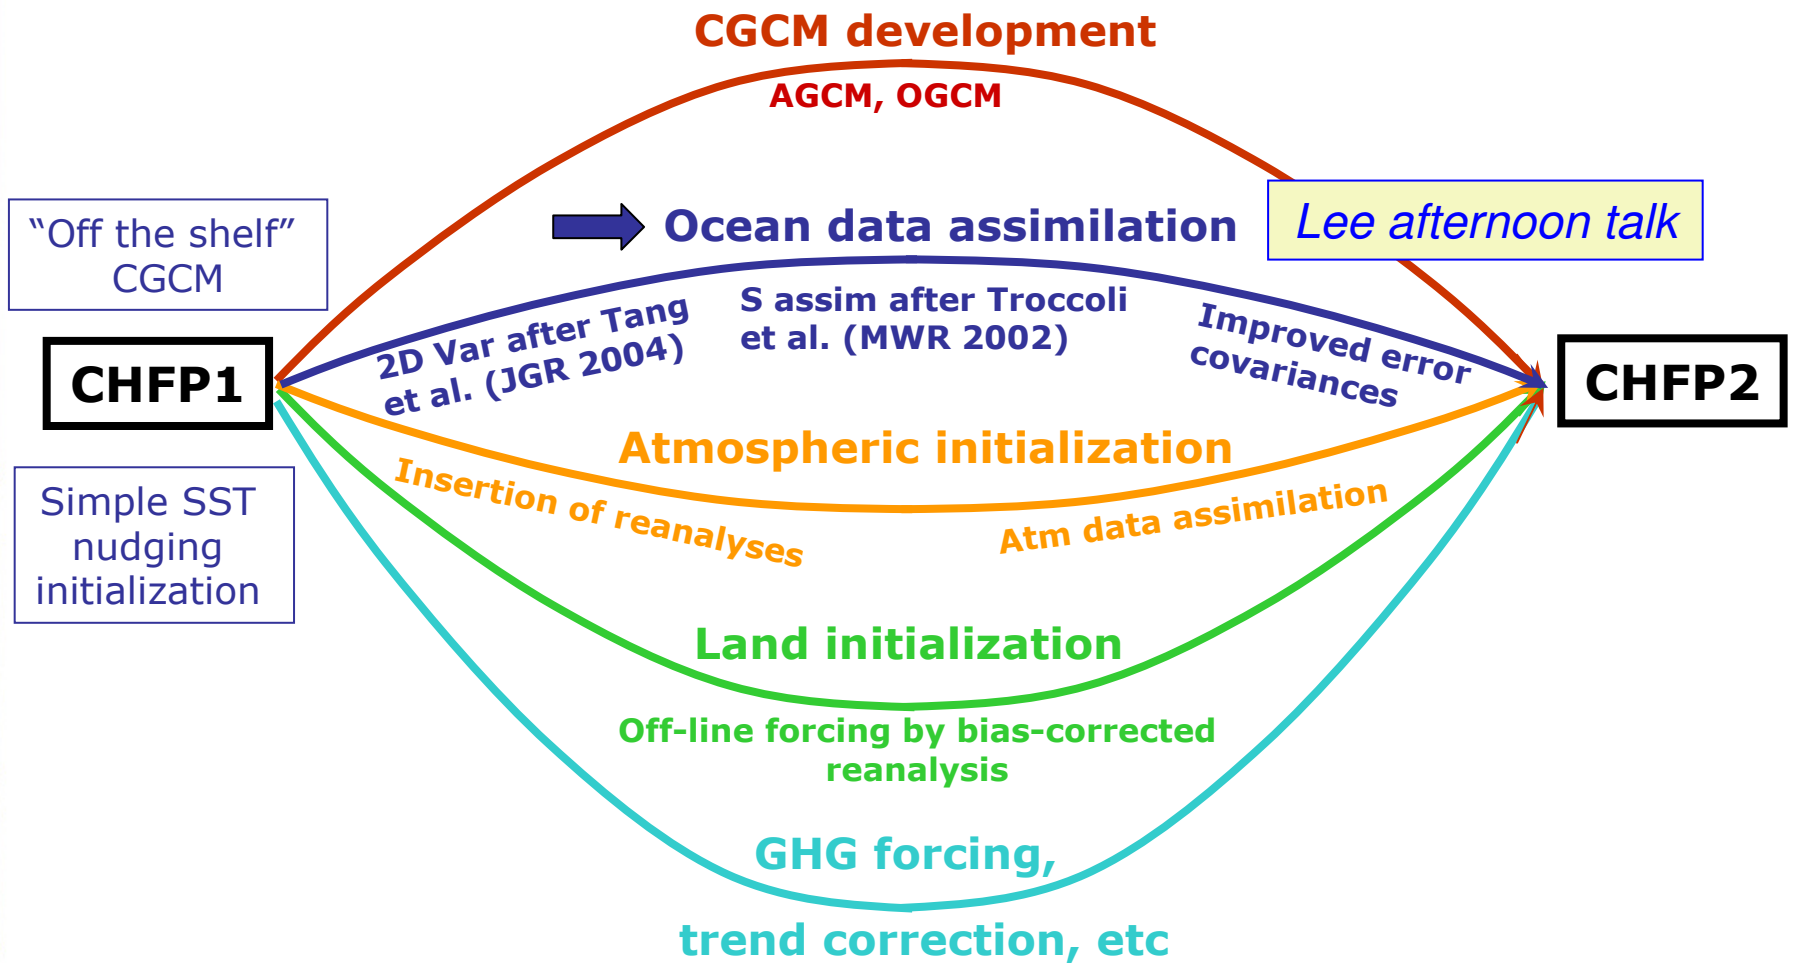 CGCM development
AGCM, OGCM
“Off the shelf”
CGCM
Ocean data assimilation
Lee afternoon talk
2D Var after Tang
et al. (JGR 2004)
S assim after Troccoli
et al. (MWR 2002)
Improved error
covariances
CHFP1
CHFP2
Atmospheric initialization
Insertion of reanalyses
Atm data assimilation
Simple SST
nudging
initialization
Land initialization
Off-line forcing by bias-corrected
reanalysis
GHG forcing,
trend correction, etc